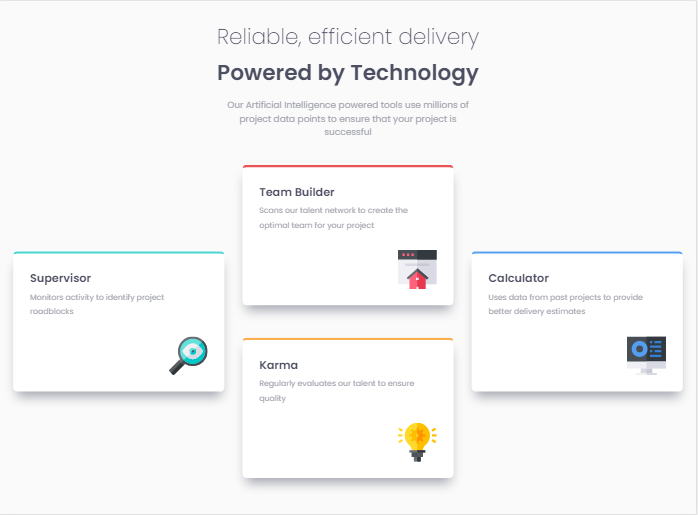 Reliable, efficient delivery
Powered by Technology
Our Artificial Intelligence powered tools use millions of
project data points to ensure that your project is
successful
Team Builder
Scans our talent network to create the
optimal team for your project
Supervisor
Monitors activity to identify project
roadblocks
Calculator
Uses data from past projects to provide
better delivery estimates
Karma
Regularly evaluates our talent to ensure
quality